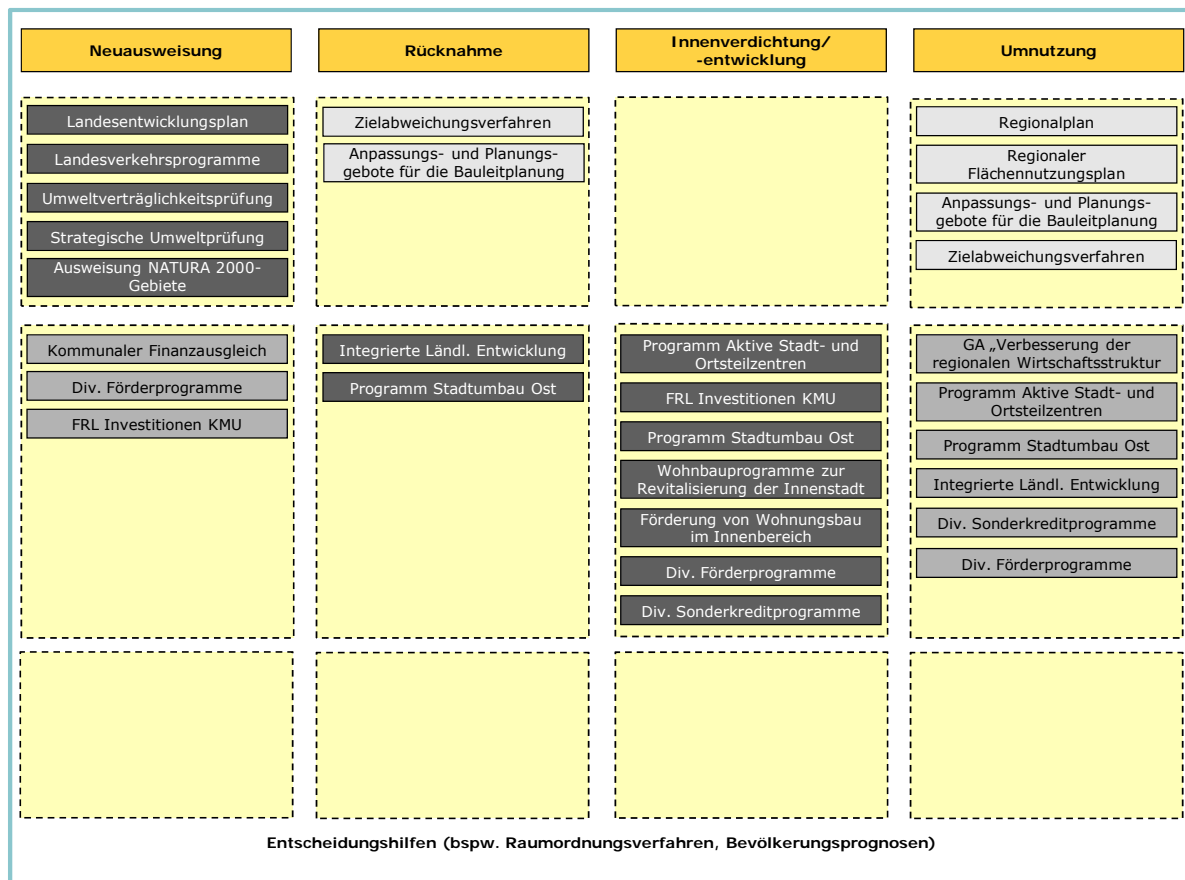 Neuausweisung
Rücknahme
Innenverdichtung/
-entwicklung
Umnutzung
Landesentwicklungsplan
Landesverkehrsprogramme
Umweltverträglichkeitsprüfung
Strategische Umweltprüfung
Ausweisung NATURA 2000-
Gebiete
Zielabweichungsverfahren
Anpassungs- und Planungs-
gebote für die Bauleitplanung
Regionalplan
Regionaler
Flächennutzungsplan
Anpassungs- und Planungs-
gebote für die Bauleitplanung
Zielabweichungsverfahren
Kommunaler Finanzausgleich
Div. Förderprogramme
FRL Investitionen KMU
Integrierte Ländl. Entwicklung
Programm Stadtumbau Ost
Programm Aktive Stadt- und
Ortsteilzentren
FRL Investitionen KMU
Programm Stadtumbau Ost
Wohnbauprogramme zur
Revitalisierung der Innenstadt
Förderung von Wohnungsbau
im Innenbereich
Div. Förderprogramme
Div. Sonderkreditprogramme
GA „Verbesserung der
regionalen Wirtschaftsstruktur
Programm Aktive Stadt- und
Ortsteilzentren
Programm Stadtumbau Ost
Integrierte Ländl. Entwicklung
Div. Sonderkreditprogramme
Div. Förderprogramme
Entscheidungshilfen (bspw. Raumordnungsverfahren, Bevölkerungsprognosen)